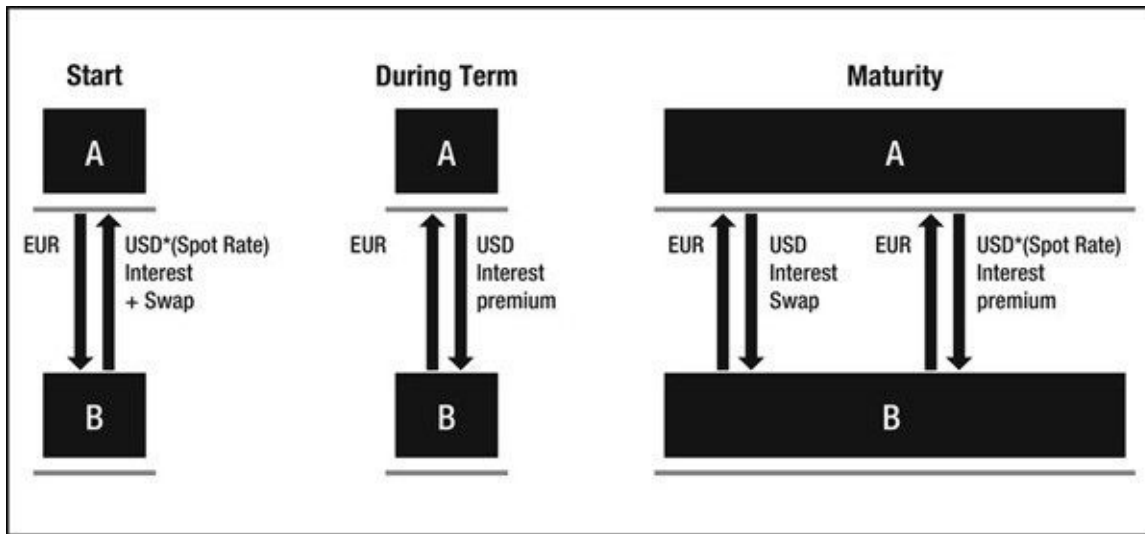 Start
During Term
Maturity
A
A
A
EUR
USD*(Spot Rate)
Interest
+ Swap
EUR
USD
Interest
premium
EUR
USD
Interest
Swap
EUR
USD*(Spot Rate)
Interest
premium
B
B
B